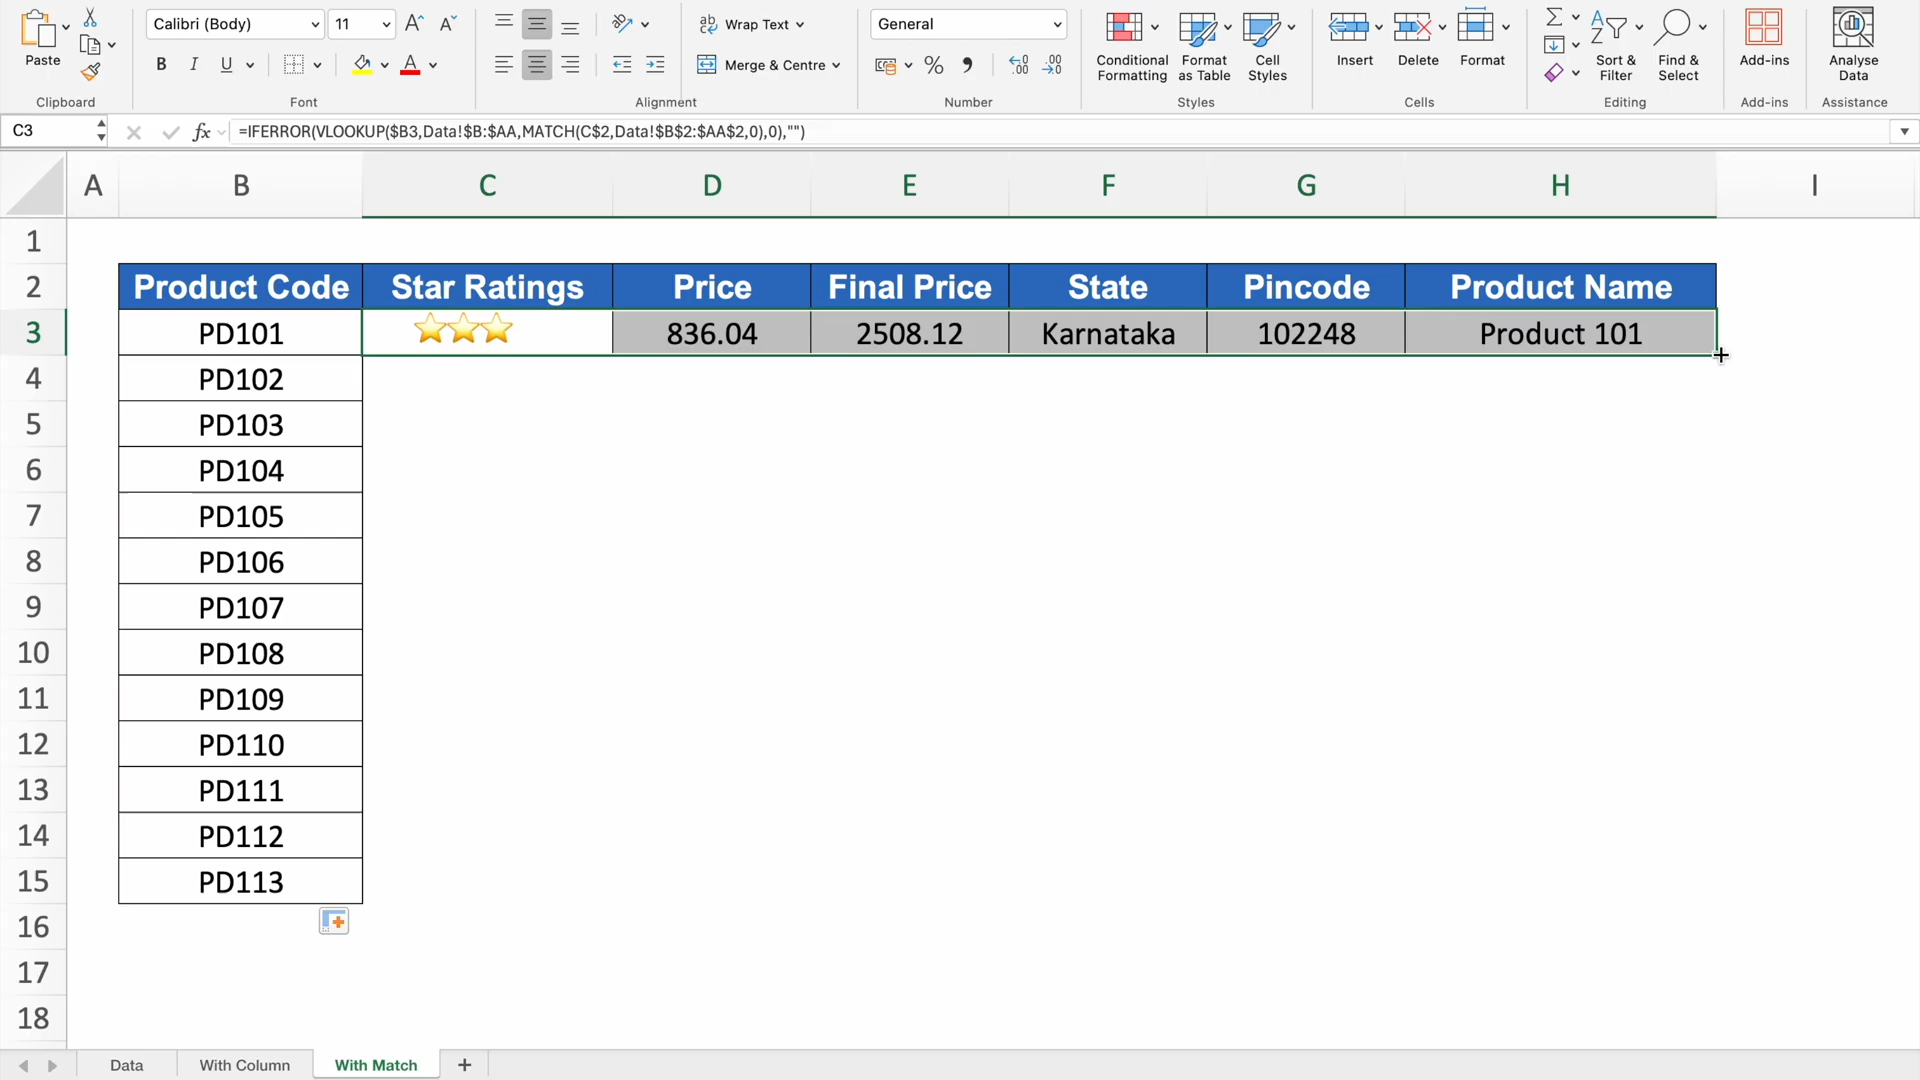 Calibri (Body) 11 A^ A˅ ab Wrap Text General
Paste B I U A Merge & Centre % , Conditional Formatting Format as Table Cell Styles Insert Delete Format Sort & Filter Find & Select Add-ins Analyse Data
Clipboard Font Alignment Number Styles Cells Editing Add-ins Assistance
C3 fx =IFERROR(VLOOKUP($B3,Data!$B:$AA,MATCH(C$2,Data!$B$2:$AA$2,0),0),"")
A B C D E F G H I
1
2 Product Code Star Ratings Price Final Price State Pincode Product Name
3 PD101 ⭐⭐⭐ 836.04 2508.12 Karnataka 102248 Product 101
4 PD102
5 PD103
6 PD104
7 PD105
8 PD106
9 PD107
10 PD108
11 PD109
12 PD110
13 PD111
14 PD112
15 PD113
16
17
18
Data With Column With Match +